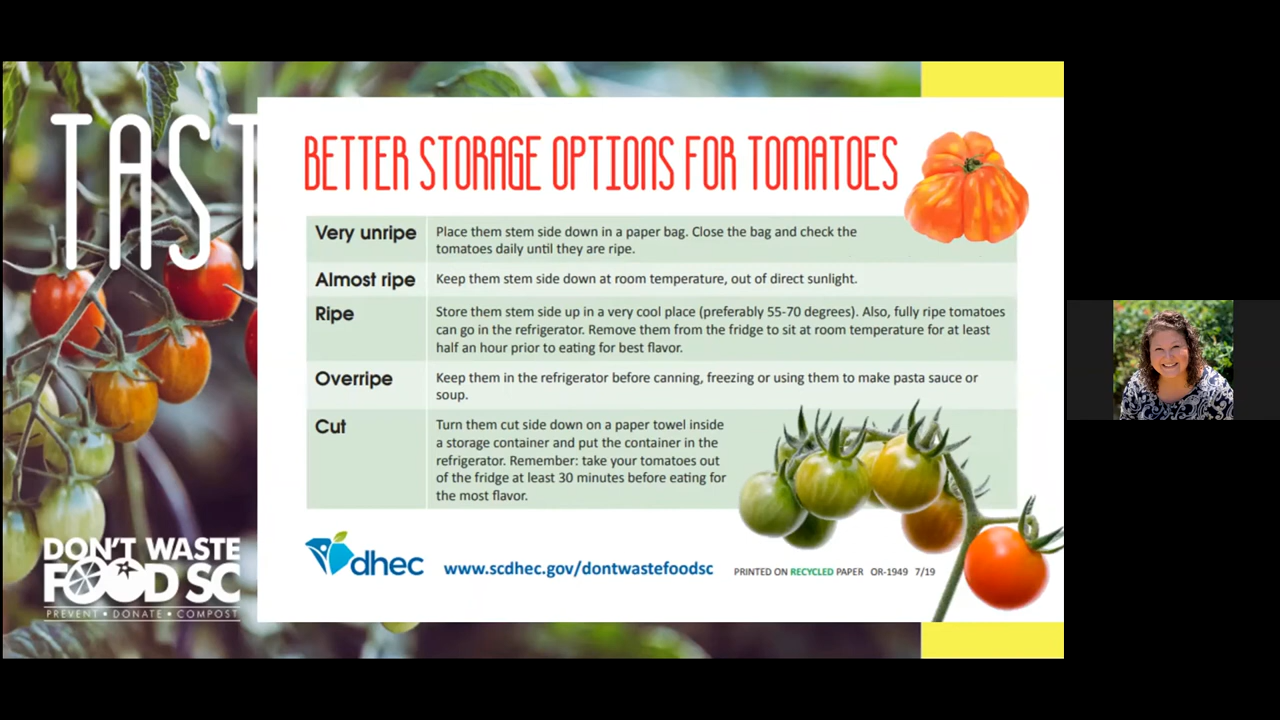 TAST
BETTER STORAGE OPTIONS FOR TOMATOES
Very unripe
Place them stem side down in a paper bag. Close the bag and check the
tomatoes daily until they are ripe.
Almost ripe
Keep them stem side down at room temperature, out of direct sunlight.
Ripe
Store them stem side up in a very cool place (preferably 55-70 degrees). Also, fully ripe tomatoes
can go in the refrigerator. Remove them from the fridge to sit at room temperature for at least
half an hour prior to eating for best flavor.
Overripe
Keep them in the refrigerator before canning, freezing or using them to make pasta sauce or
soup.
Cut
Turn them cut side down on a paper towel inside
a storage container and put the container in the
refrigerator. Remember: take your tomatoes out
of the fridge at least 30 minutes before eating for
the most flavor.
DON'T WASTE
FOOD SC
PREVENT • DONATE • COMPOST
dhec
www.scdhec.gov/dontwastefoodsc
PRINTED ON RECYCLED PAPER OR-1949 7/19